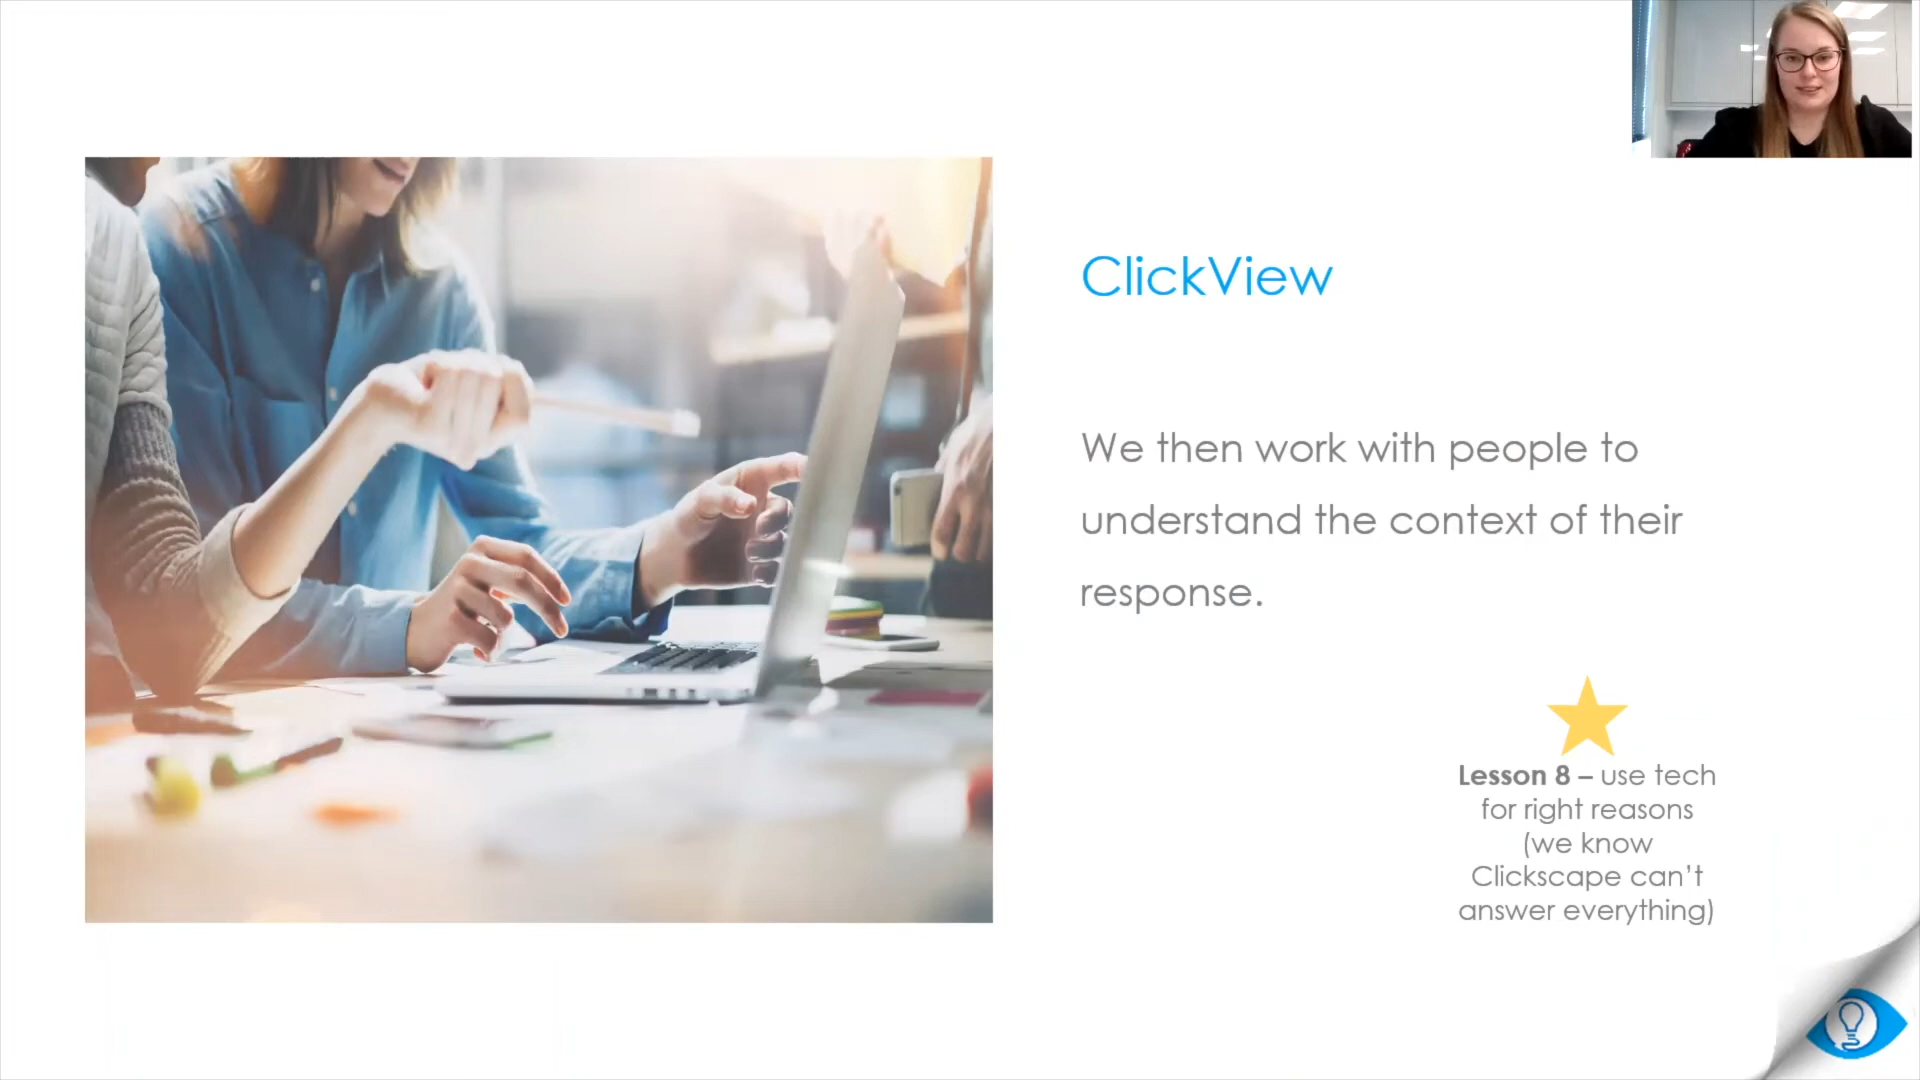 ClickView
We then work with people to
understand the context of their
response.
Lesson 8 – use tech
for right reasons
(we know
Clickscape can't
answer everything)